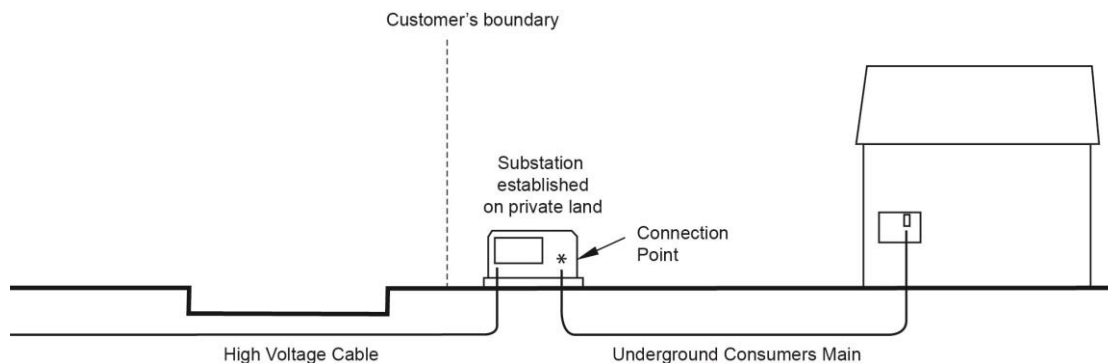 Customer's boundary
Substation
established
on private land
Connection
Point
*
High Voltage Cable
Underground Consumers Main